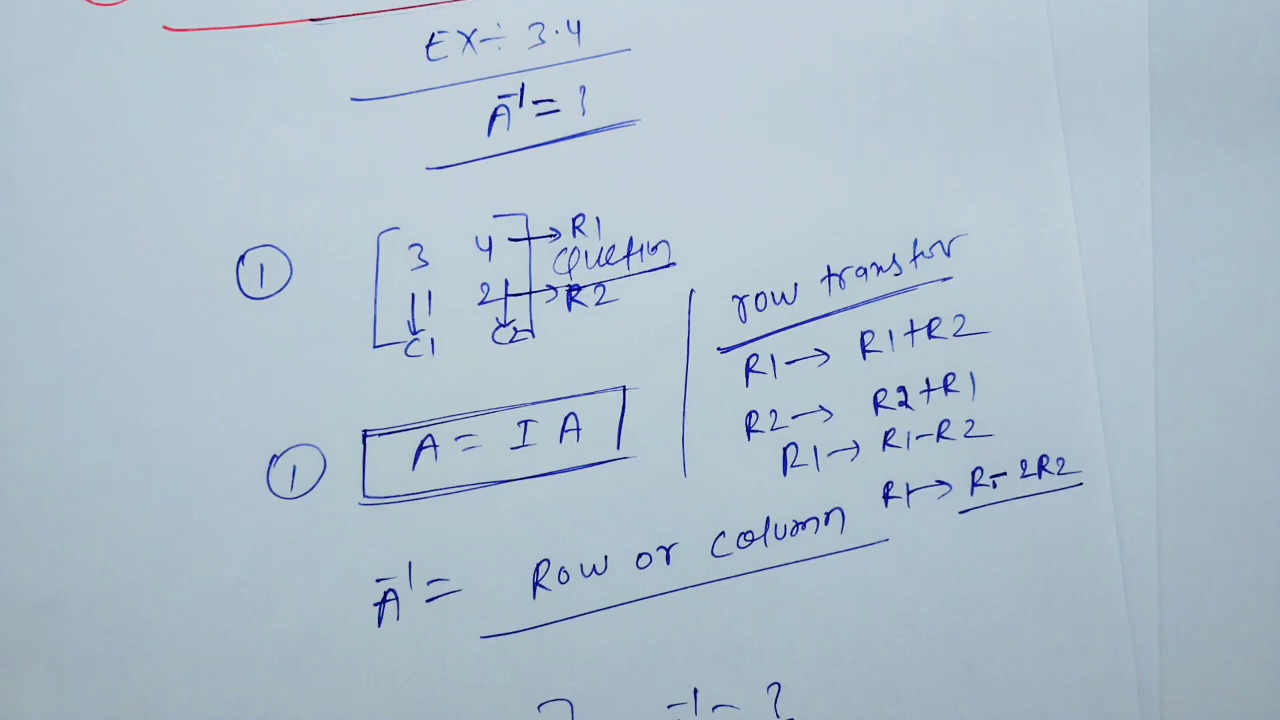 EX÷ 3.4
A⁻¹ = ?
① [ 3 4 ] → R1
Question
1 2 → R2
C1 C2
① A = I A
row transfor
R1 → R1+R2
R2 → R2+R1
R1 → R1-R2
R1 → R1-2R2
A⁻¹ = Row or column
⁻¹ = ?